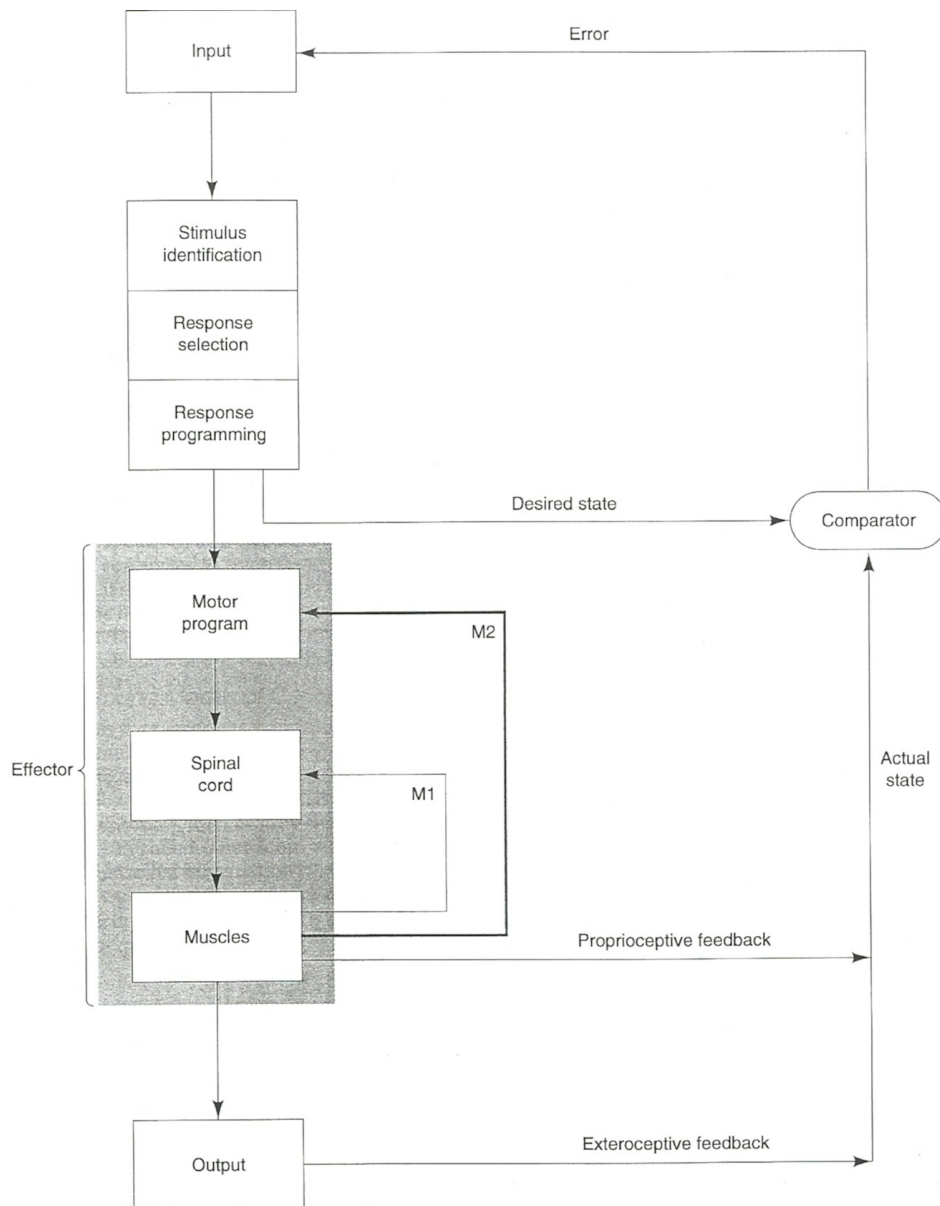 Input
Error
Stimulus
identification
Response
selection
Response
programming
Desired state
Comparator
Motor
program
M2
Effector
Spinal
cord
M1
Actual
state
Muscles
Proprioceptive feedback
Output
Exteroceptive feedback